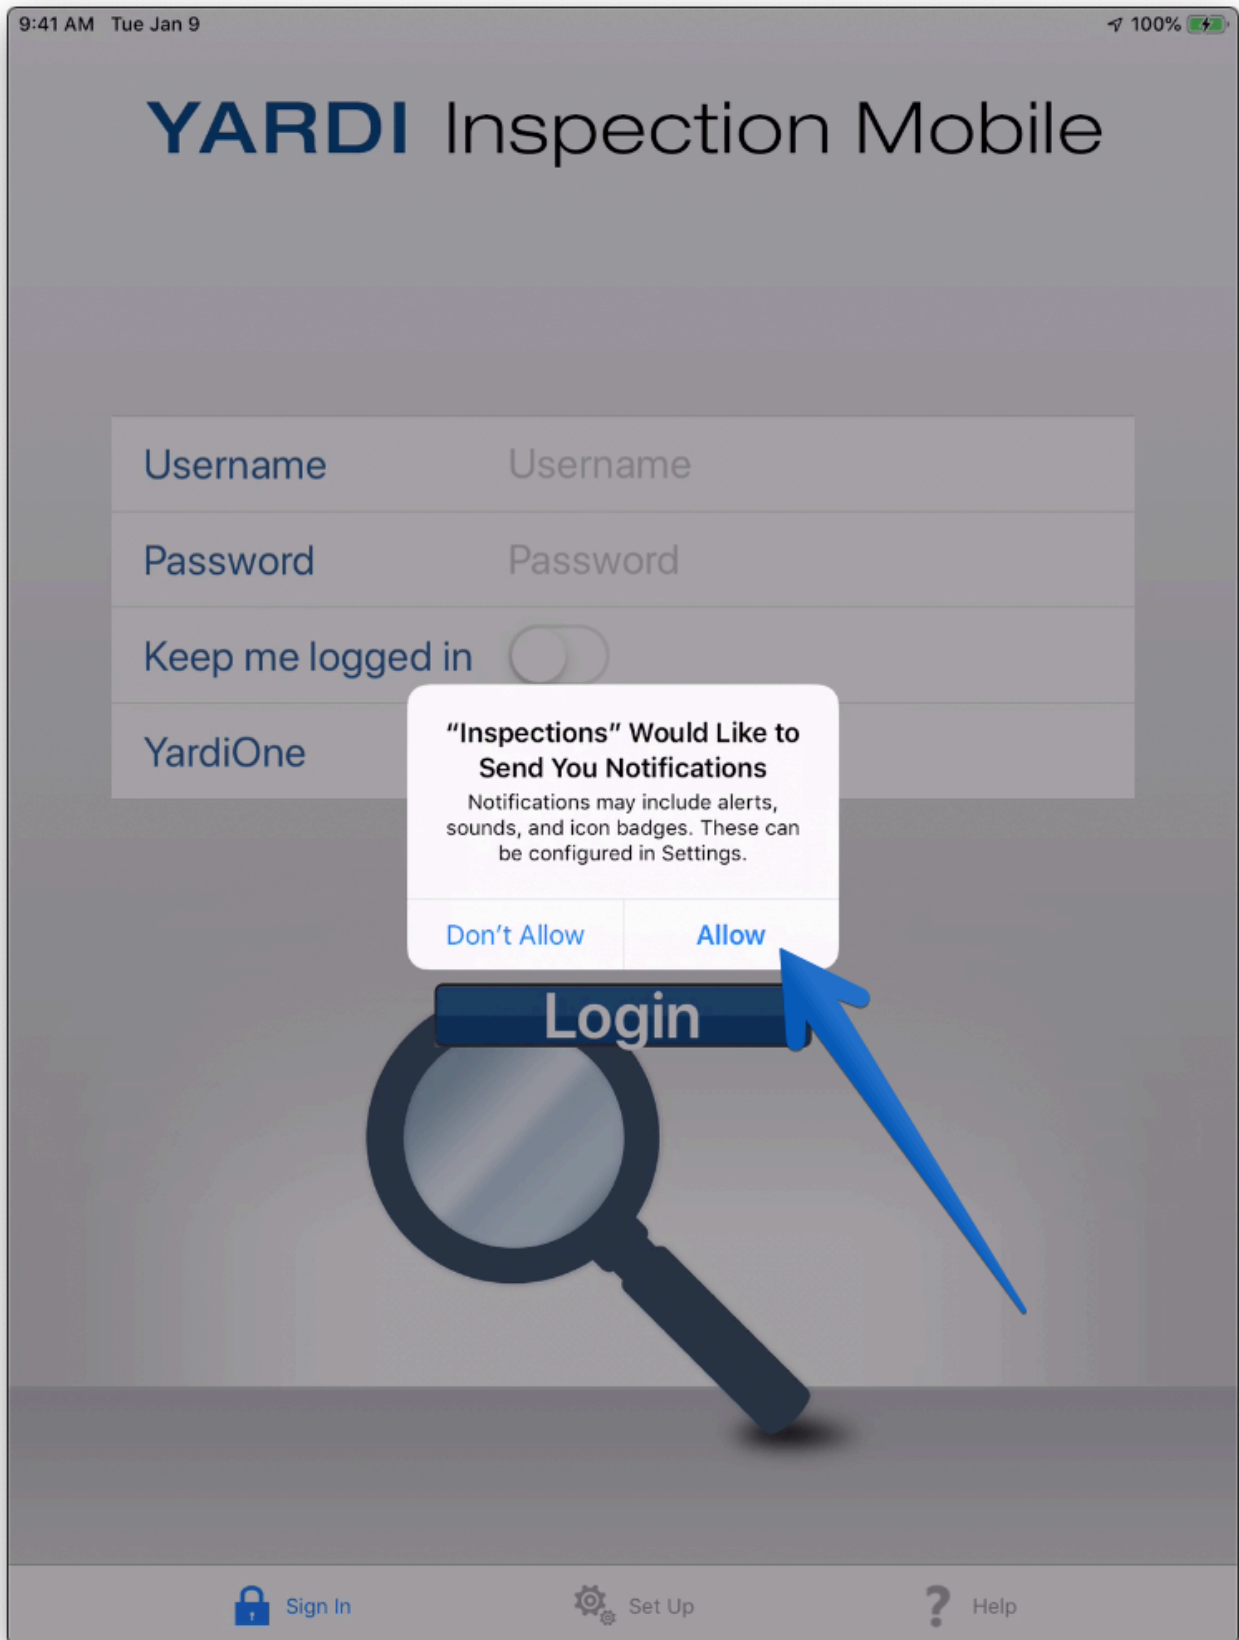 9:41 AM Tue Jan 9
100%
YARDI Inspection Mobile
Username Username
Password Password
Keep me logged in
YardiOne
“Inspections” Would Like to
Send You Notifications
Notifications may include alerts,
sounds, and icon badges. These can
be configured in Settings.
Don’t Allow Allow
Login
Sign In Set Up Help